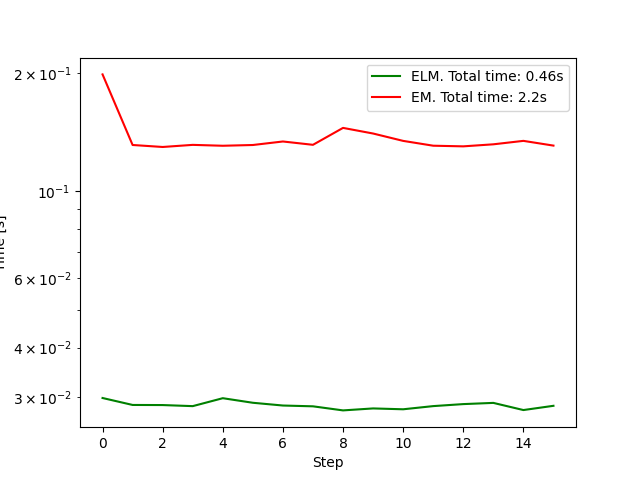 ELM. Total time: 0.46s
EM. Total time: 2.2s
2 × 10⁻¹
10⁻¹
6 × 10⁻²
4 × 10⁻²
3 × 10⁻²
0 2 4 6 8 10 12 14
Step